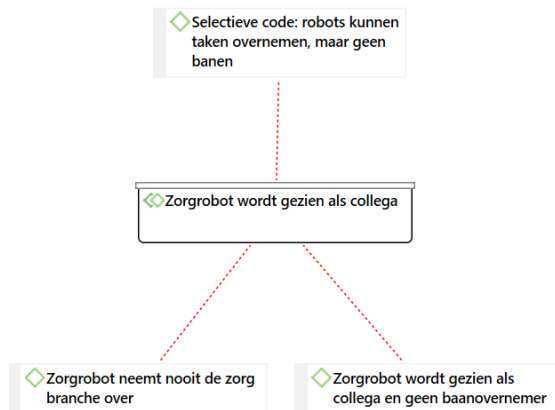 Selectieve code: robots kunnen
taken overnemen, maar geen
banen
Zorgrobot wordt gezien als collega
Zorgrobot neemt nooit de zorg
branche over
Zorgrobot wordt gezien als
collega en geen baanovernemer